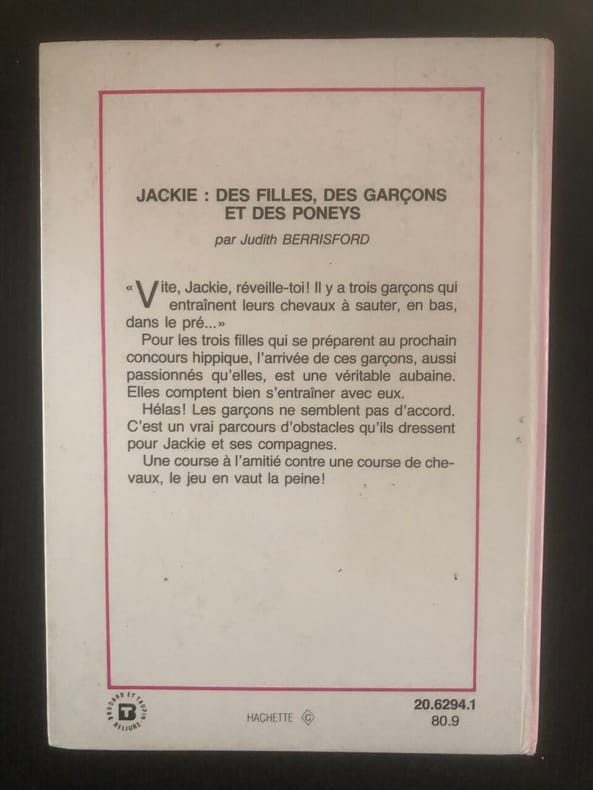 JACKIE : DES FILLES, DES GARÇONS
ET DES PONEYS
par Judith BERRISFORD
« Vite, Jackie, réveille-toi! Il y a trois garçons qui
entraînent leurs chevaux à sauter, en bas,
dans le pré...»
Pour les trois filles qui se préparent au prochain
concours hippique, l'arrivée de ces garçons, aussi
passionnés qu'elles, est une véritable aubaine.
Elles comptent bien s'entraîner avec eux.
Hélas! Les garçons ne semblent pas d'accord.
C'est un vrai parcours d'obstacles qu'ils dressent
pour Jackie et ses compagnes.
Une course à l'amitié contre une course de che-
vaux, le jeu en vaut la peine!
BRODARD ET TAUPIN
RELIURE
HACHETTE
20.6294.1
80.9